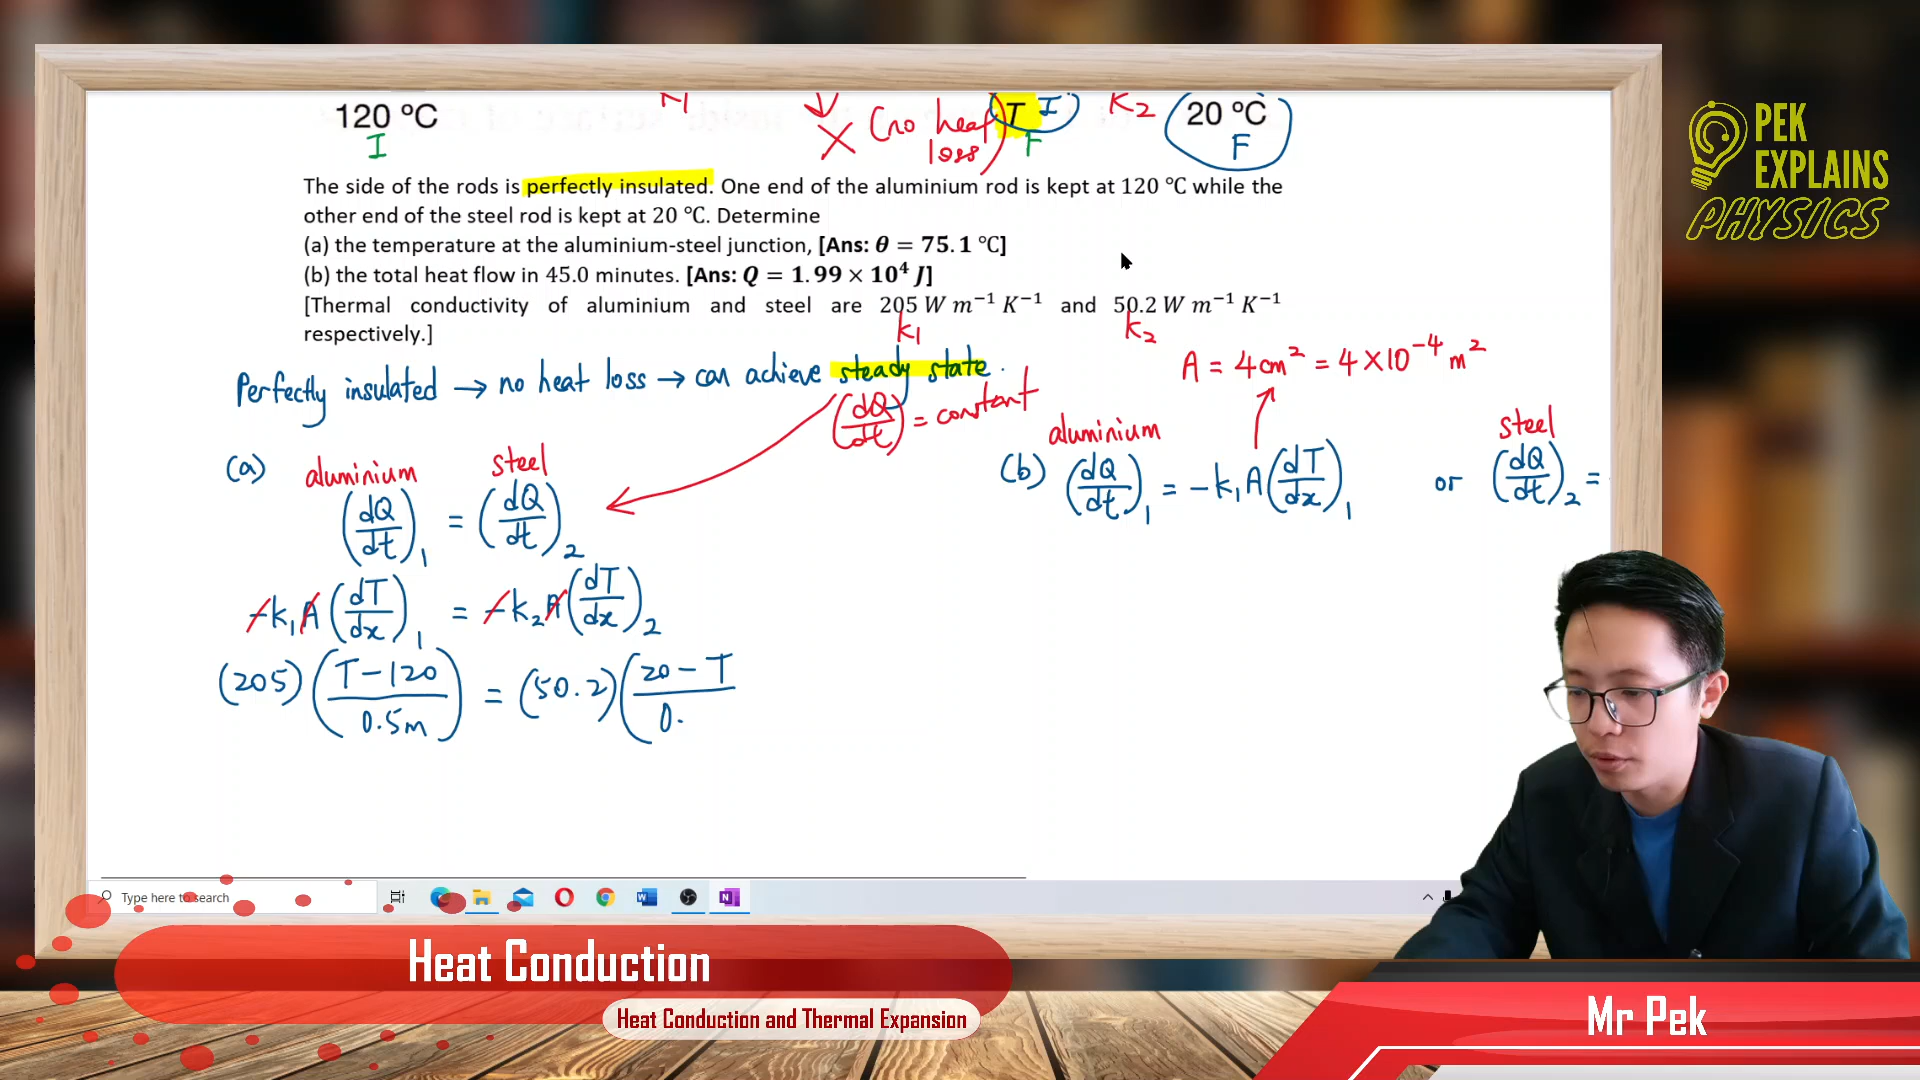 120 °C
I
(no heat loss)
T I
F
K2
20 °C
F
The side of the rods is perfectly insulated. One end of the aluminium rod is kept at 120 °C while the
other end of the steel rod is kept at 20 °C. Determine
(a) the temperature at the aluminium-steel junction, [Ans: θ = 75.1 °C]
(b) the total heat flow in 45.0 minutes. [Ans: Q = 1.99 × 10⁴ J]
[Thermal conductivity of aluminium and steel are 205 W m⁻¹ K⁻¹ and 50.2 W m⁻¹ K⁻¹
respectively.]
k1
k2
Perfectly insulated → no heat loss → can achieve steady state.
(dQ/dt) = constant
A = 4cm² = 4×10⁻⁴ m²
(a)
aluminium
steel
(dQ/dt)₁ = (dQ/dt)₂
-k₁A(dT/dx)₁ = -k₂A(dT/dx)₂
(205)((T-120)/0.5m) = (50.2)((20-T)/0.
(b)
aluminium
(dQ/dt)₁ = -k₁A(dT/dx)₁
or
steel
(dQ/dt)₂ =
Type here to search
Heat Conduction
Heat Conduction and Thermal Expansion
Mr Pek
PEK
EXPLAINS
PHYSICS